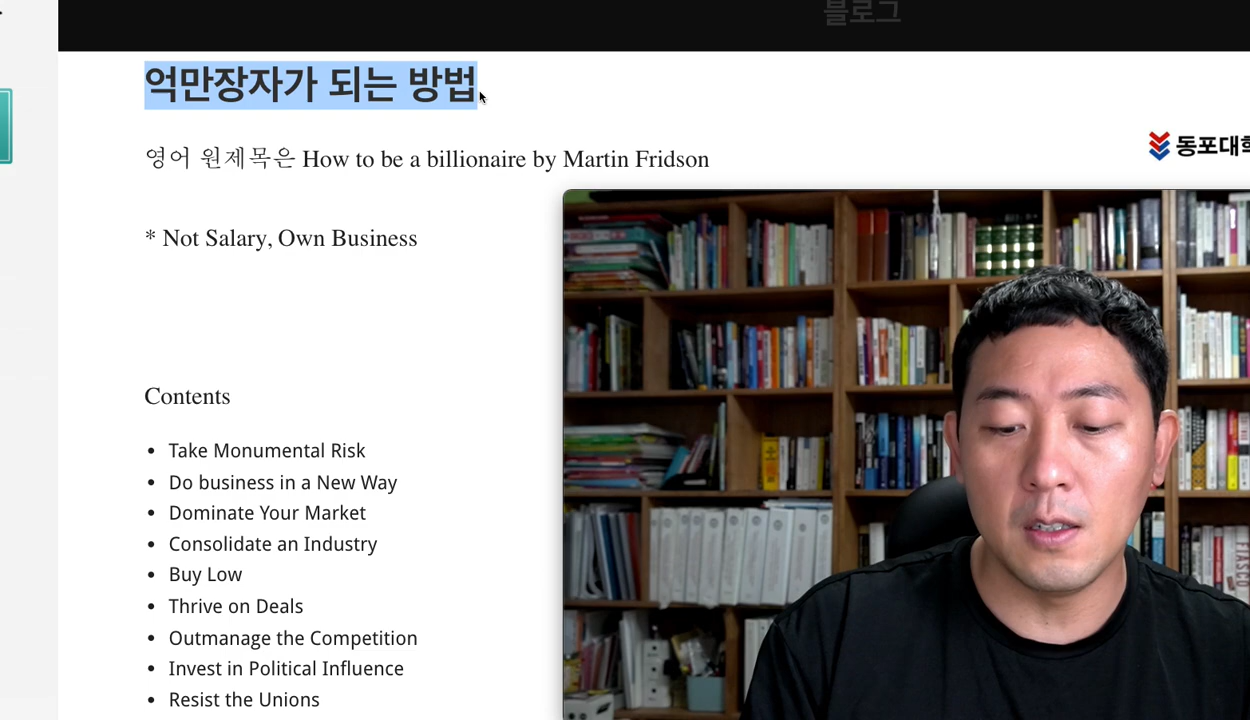 블로그
억만장자가 되는 방법
영어 원제목은 How to be a billionaire by Martin Fridson
동포대학
* Not Salary, Own Business
Contents
• Take Monumental Risk
• Do business in a New Way
• Dominate Your Market
• Consolidate an Industry
• Buy Low
• Thrive on Deals
• Outmanage the Competition
• Invest in Political Influence
• Resist the Unions
FIASCO